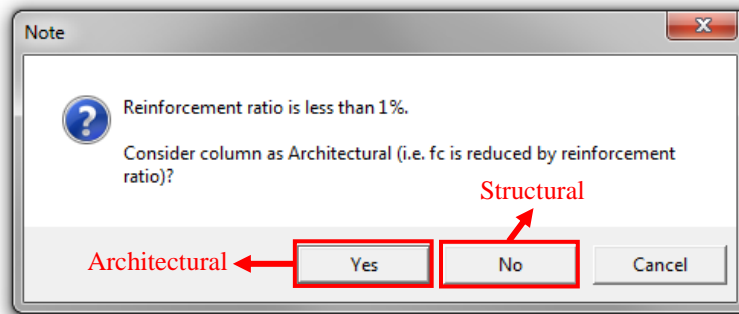 Note
Reinforcement ratio is less than 1%.
Consider column as Architectural (i.e. fc is reduced by reinforcement
ratio)?
Structural
Architectural
Yes
No
Cancel